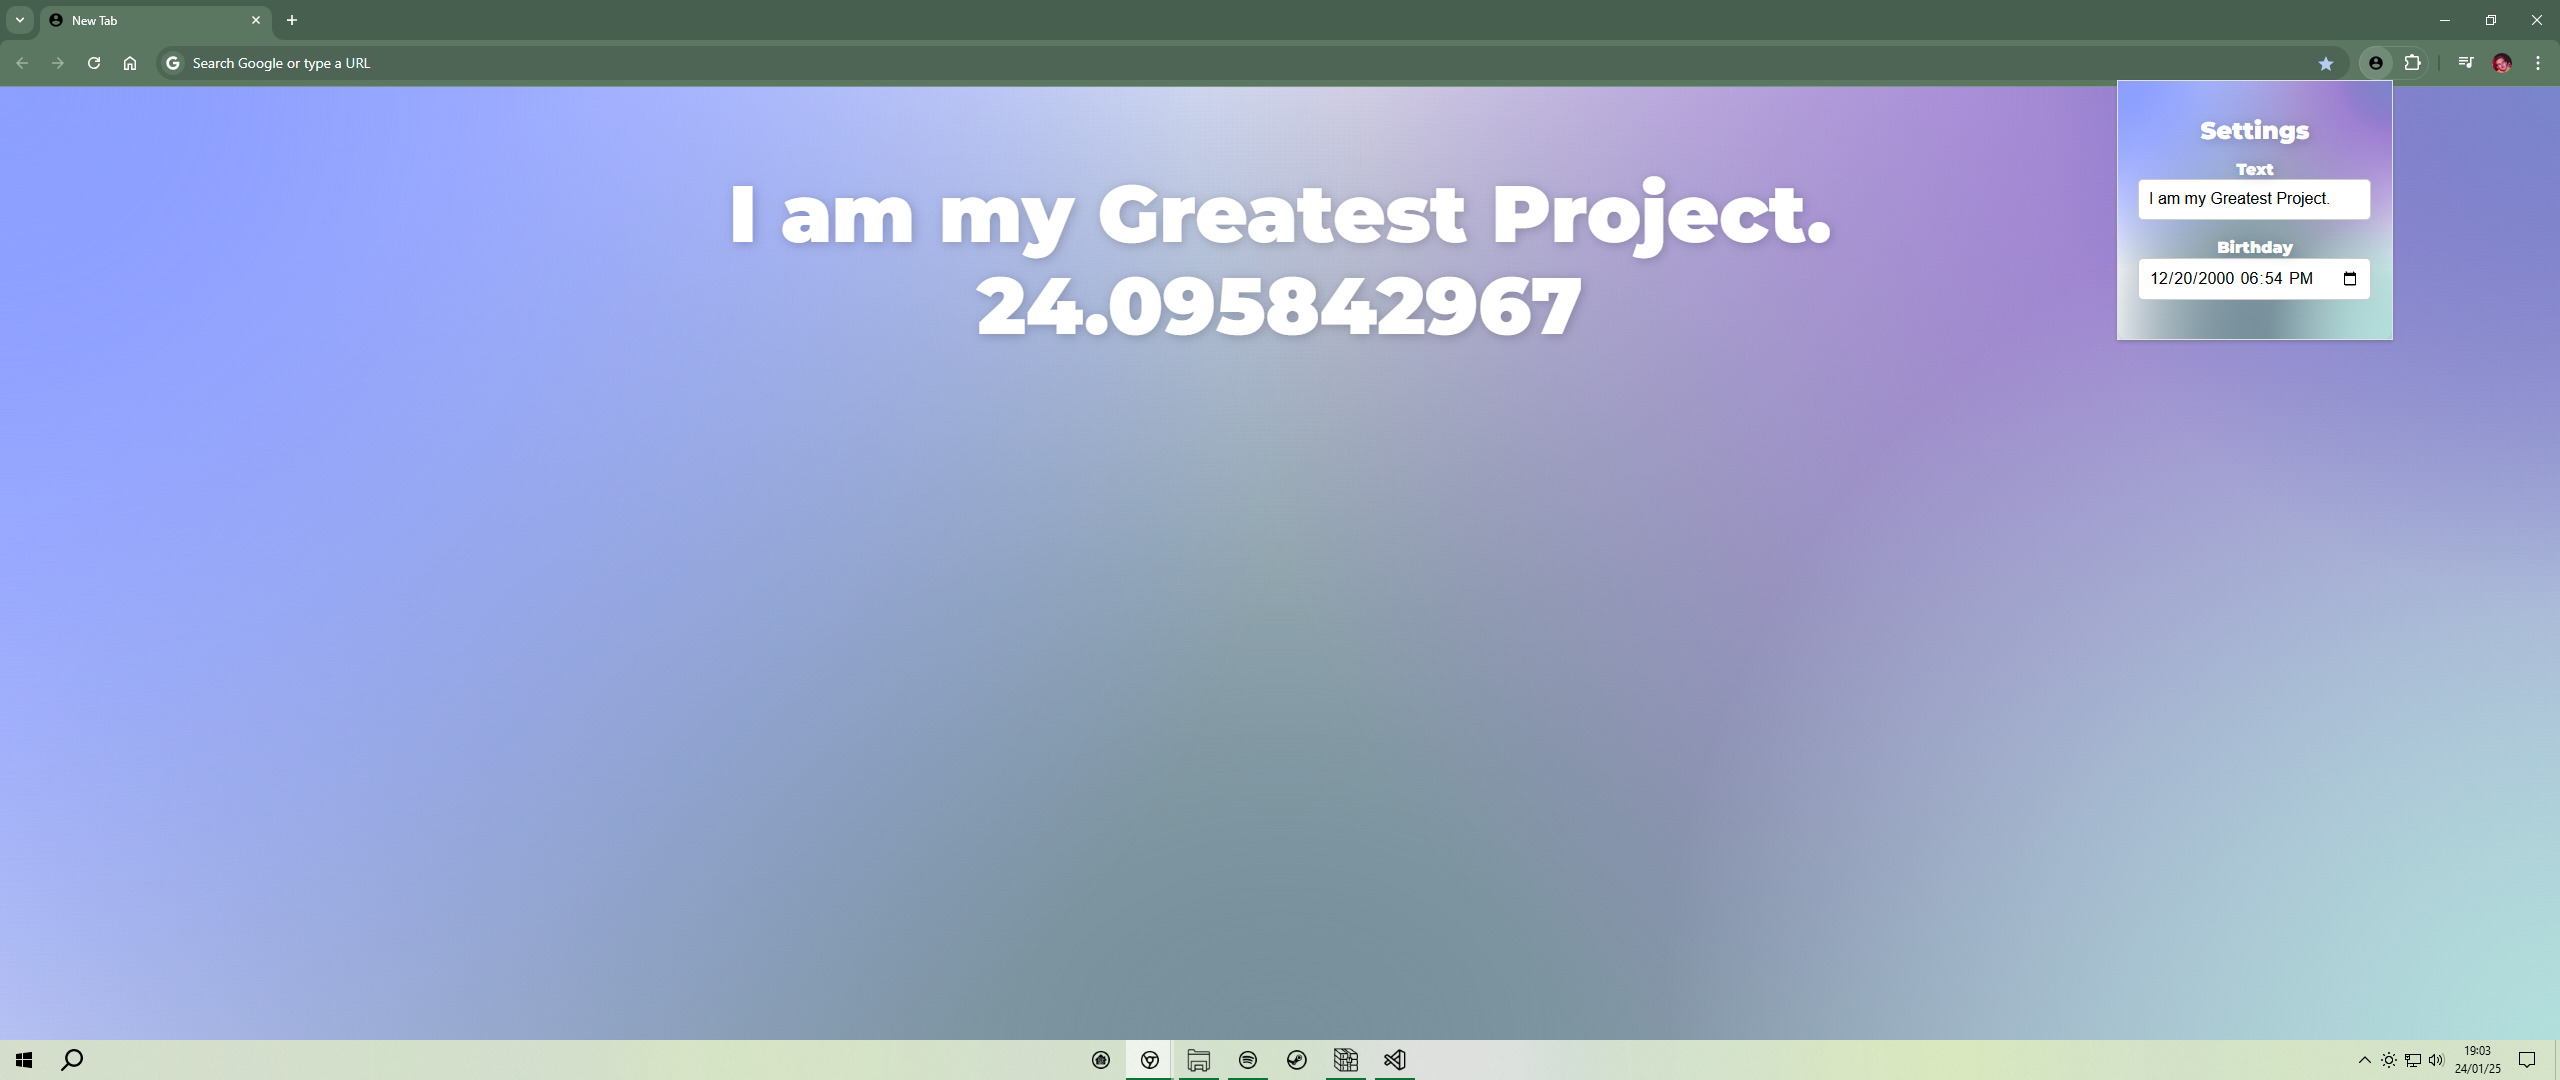 New Tab
Search Google or type a URL
I am my Greatest Project.
24.095842967
Settings
Text
I am my Greatest Project.
Birthday
12/20/2000 06:54 PM
19:03
24/01/25